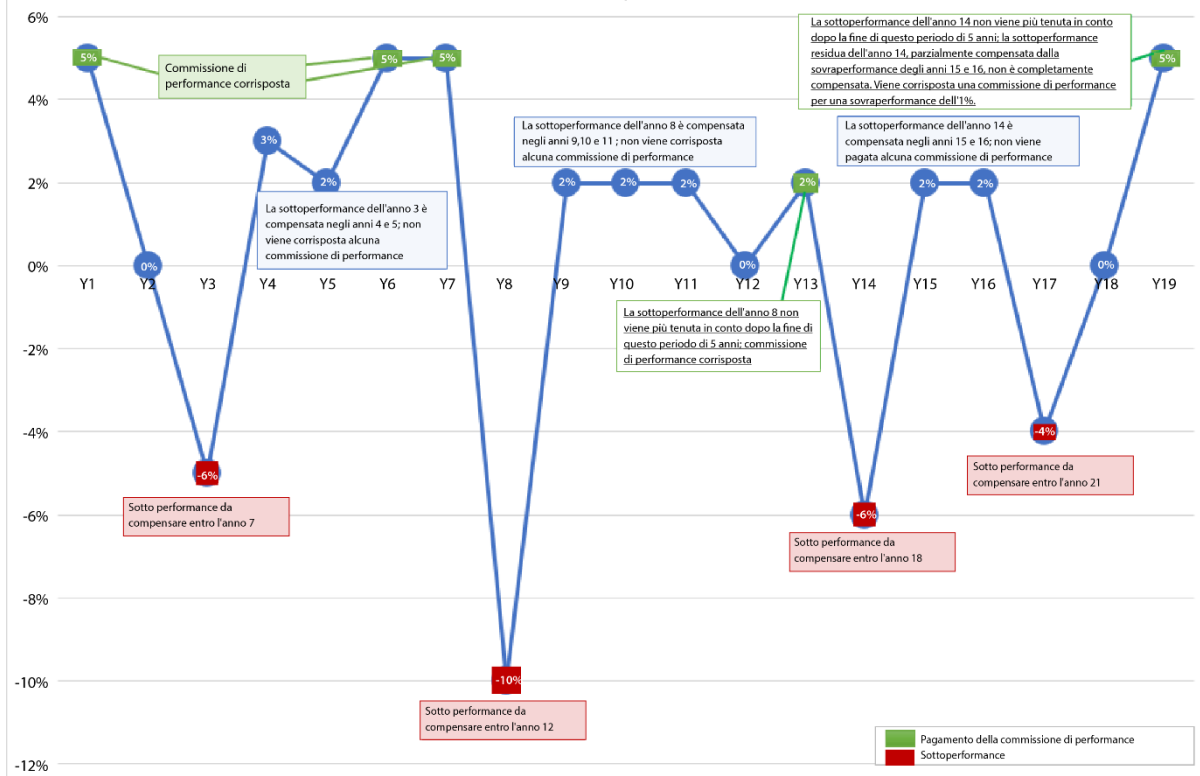 6%
4%
2%
0%
-2%
-4%
-6%
-8%
-10%
-12%
Y1
Y2
Y3
Y4
Y5
Y6
Y7
Y8
Y9
Y10
Y11
Y12
Y13
Y14
Y15
Y16
Y17
Y18
Y19
5%
0%
-6%
3%
2%
5%
5%
-10%
2%
2%
2%
0%
2%
-6%
2%
2%
-4%
0%
5%
Commissione di
performance corrisposta
La sottoperformance dell'anno 3 è
compensata negli anni 4 e 5; non
viene corrisposta alcuna
commissione di performance
Sotto performance da
compensare entro l'anno 7
La sottoperformance dell'anno 8 è compensata
negli anni 9,10 e 11 ; non viene corrisposta
alcuna commissione di performance
Sotto performance da
compensare entro l'anno 12
La sottoperformance dell'anno 8 non
viene più tenuta in conto dopo la fine di
questo periodo di 5 anni; commissione
di performance corrisposta
La sottoperformance dell'anno 14 non viene più tenuta in conto
dopo la fine di questo periodo di 5 anni; la sottoperformance
residua dell'anno 14, parzialmente compensata dalla
sovraperformance degli anni 15 e 16, non è completamente
compensata. Viene corrisposta una commissione di performance
per una sovraperformance dell'1%.
La sottoperformance dell'anno 14 è
compensata negli anni 15 e 16; non viene
pagata alcuna commissione di performance
Sotto performance da
compensare entro l'anno 18
Sotto performance da
compensare entro l'anno 21
Pagamento della commissione di performance
Sottoperformance